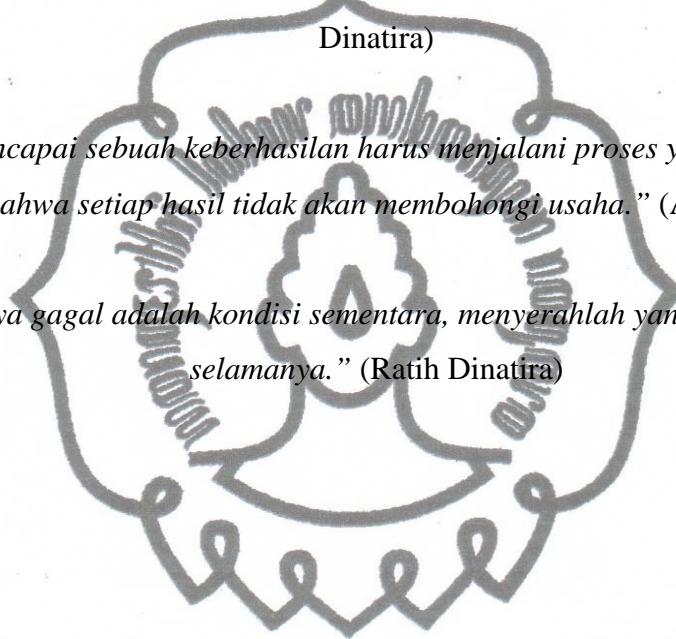 Dinatira)
ncapai sebuah keberhasilan harus menjalani proses y
ahwa setiap hasil tidak akan membohongi usaha.” (A
va gagal adalah kondisi sementara, menyerahlah yan
selamanya.” (Ratih Dinatira)